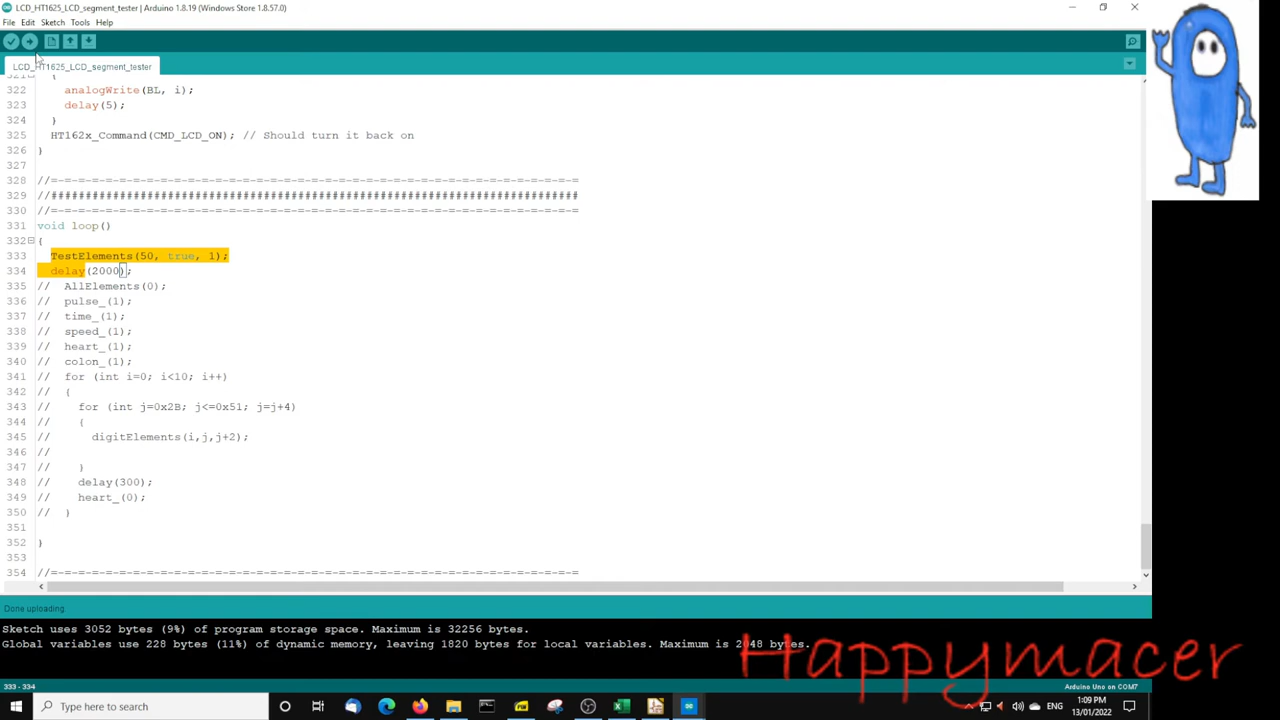 LCD_HT1625_LCD_segment_tester | Arduino 1.8.19 (Windows Store 1.8.57.0)
File Edit Sketch Tools Help
LCD_HT1625_LCD_segment_tester
321 {
322 analogWrite(BL, i);
323 delay(5);
324 }
325 HT162x_Command(CMD_LCD_ON); // Should turn it back on
326 }
327
328 //=-=-=-=-=-=-=-=-=-=-=-=-=-=-=-=-=-=-=-=-=-=-=-=-=-=-=-=-=-=-=-=-=-=-=-=-=-=
329 //#############################################################################
330 //=-=-=-=-=-=-=-=-=-=-=-=-=-=-=-=-=-=-=-=-=-=-=-=-=-=-=-=-=-=-=-=-=-=-=-=-=-=
331 void loop()
332 {
333 TestElements(50, true, 1);
334 delay(2000);
335 // AllElements(0);
336 // pulse_(1);
337 // time_(1);
338 // speed_(1);
339 // heart_(1);
340 // colon_(1);
341 // for (int i=0; i<10; i++)
342 // {
343 // for (int j=0x2B; j<=0x51; j=j+4)
344 // {
345 // digitElements(i,j,j+2);
346 //
347 // }
348 // delay(300);
349 // heart_(0);
350 // }
351
352 }
353
354 //=-=-=-=-=-=-=-=-=-=-=-=-=-=-=-=-=-=-=-=-=-=-=-=-=-=-=-=-=-=-=-=-=-=-=-=-=-=
Done uploading.
Sketch uses 3052 bytes (9%) of program storage space. Maximum is 32256 bytes.
Global variables use 228 bytes (11%) of dynamic memory, leaving 1820 bytes for local variables. Maximum is 2048 bytes.
Happymacer
333 - 334
Arduino Uno on COM7
Type here to search
ENG
1:09 PM
13/01/2022